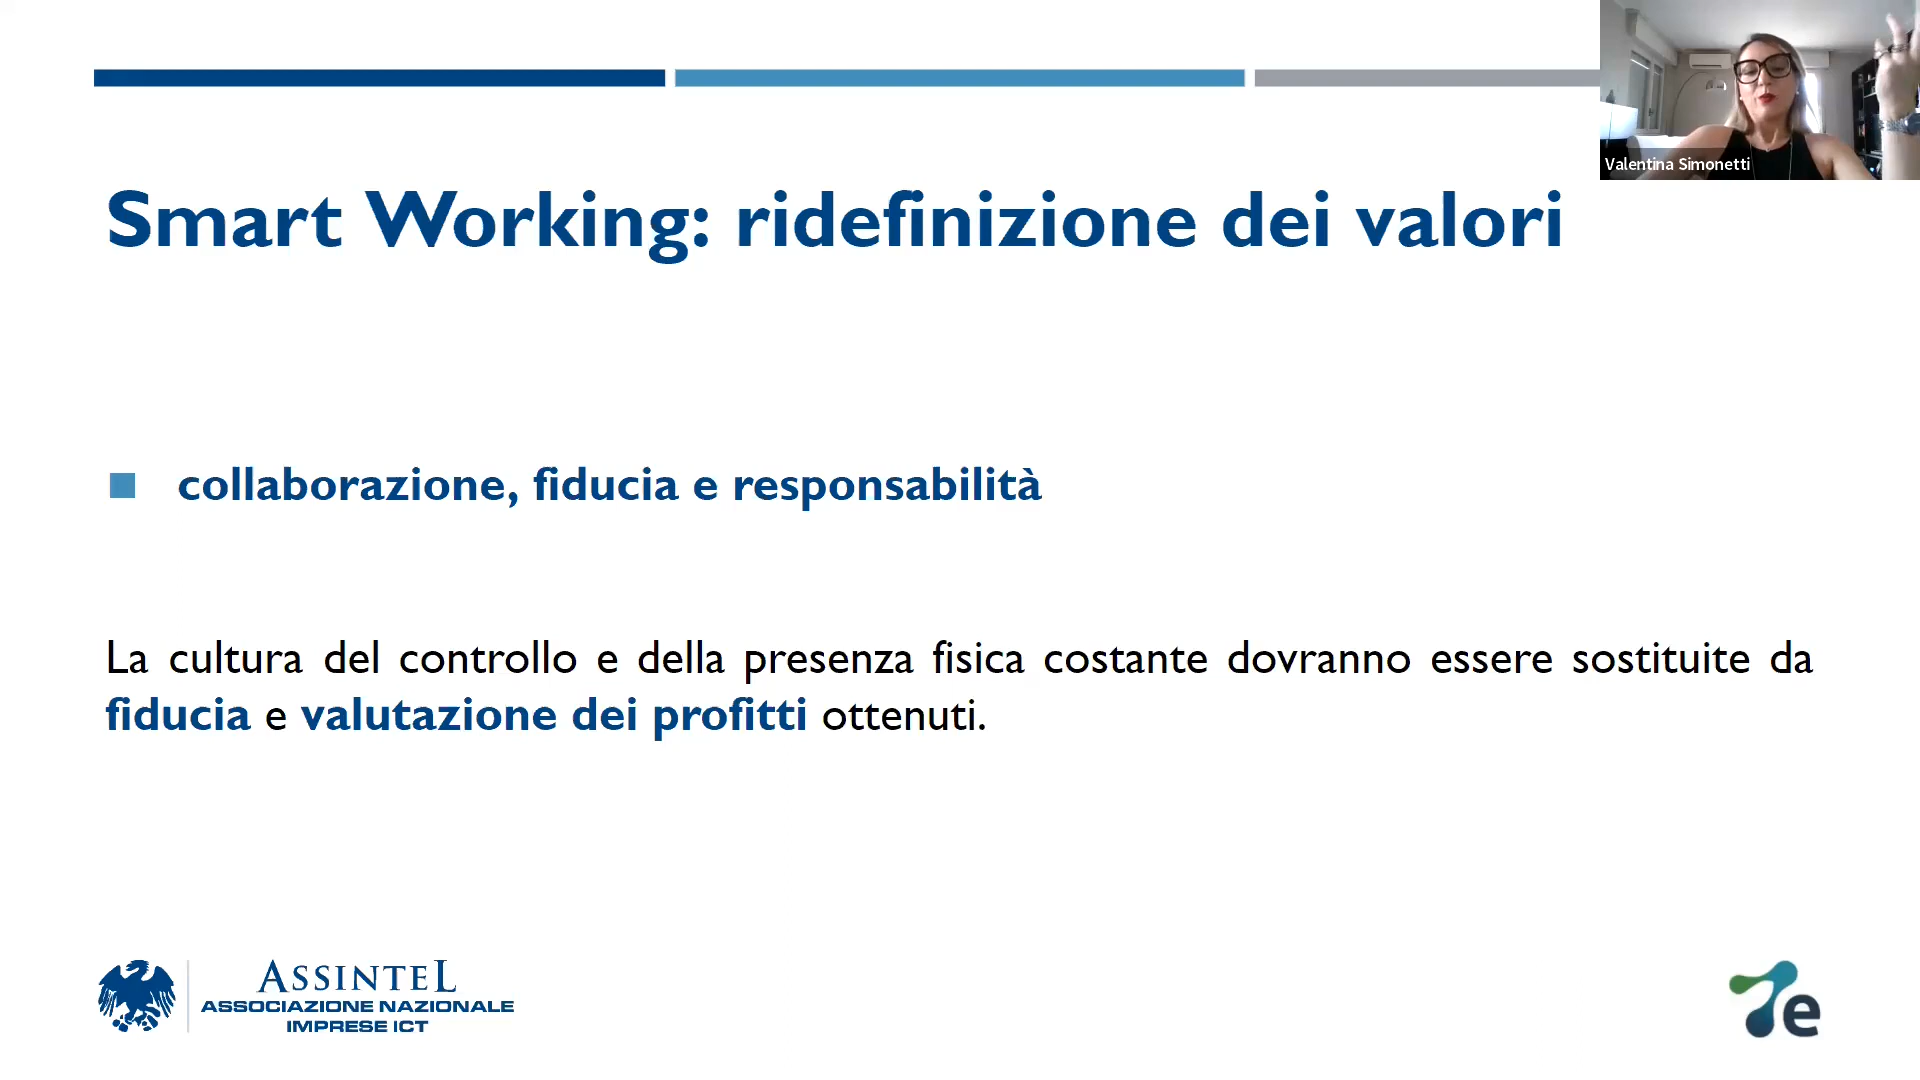 Valentina Simonetti
Smart Working: ridefinizione dei valori
collaborazione, fiducia e responsabilità
La cultura del controllo e della presenza fisica costante dovranno essere sostituite da
fiducia e valutazione dei profitti ottenuti.
ASSINTEL
ASSOCIAZIONE NAZIONALE
IMPRESE ICT
e